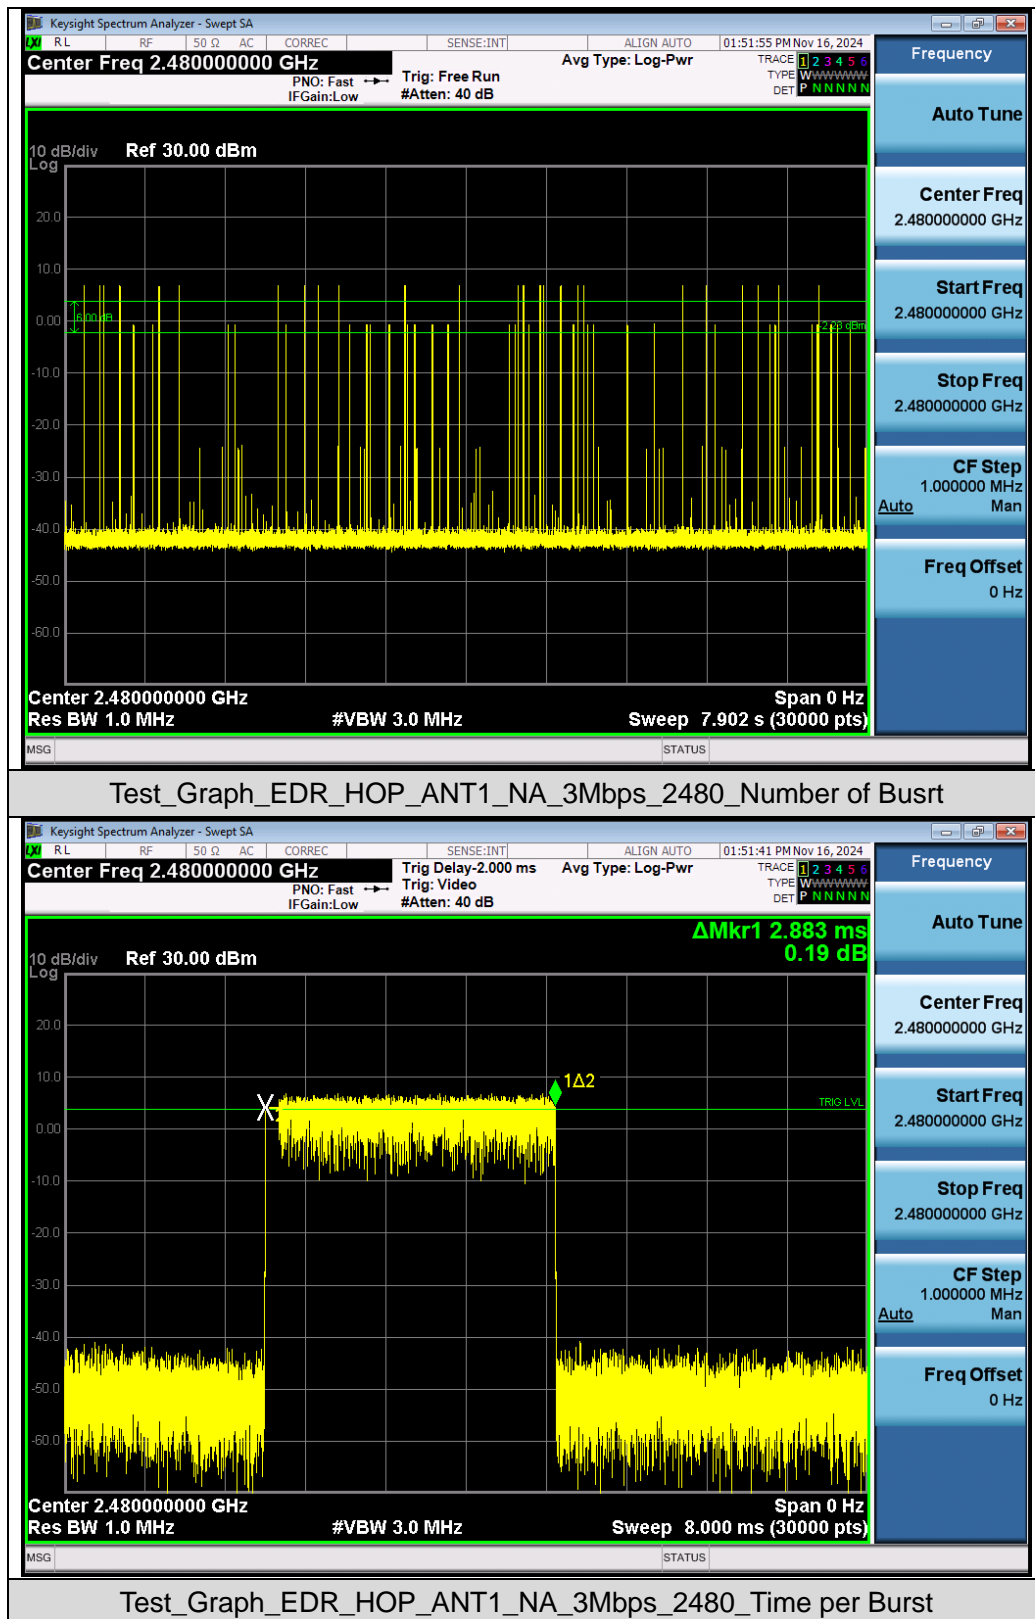 Keysight Spectrum Analyzer - Swept SA
LXI RL RF 50 Ω AC CORREC SENSE:INT ALIGN AUTO 01:51:55 PM Nov 16, 2024
Center Freq 2.480000000 GHz
PNO: Fast
IFGain:Low
Trig: Free Run
#Atten: 40 dB
Avg Type: Log-Pwr
TRACE 1 2 3 4 5 6
TYPE WWWWWW
DET P N N N N N
10 dB/div Ref 30.00 dBm
Log
20.0
10.0
0.00
-10.0
-20.0
-30.0
-40.0
-50.0
-60.0
6.00 dB
-2.23 dBm
Center 2.480000000 GHz Span 0 Hz
Res BW 1.0 MHz #VBW 3.0 MHz Sweep 7.902 s (30000 pts)
MSG STATUS
Frequency
Auto Tune
Center Freq
2.480000000 GHz
Start Freq
2.480000000 GHz
Stop Freq
2.480000000 GHz
CF Step
1.000000 MHz
Auto Man
Freq Offset
0 Hz
Test_Graph_EDR_HOP_ANT1_NA_3Mbps_2480_Number of Busrt
Keysight Spectrum Analyzer - Swept SA
LXI RL RF 50 Ω AC CORREC SENSE:INT ALIGN AUTO 01:51:41 PM Nov 16, 2024
Center Freq 2.480000000 GHz
PNO: Fast
IFGain:Low
Trig Delay-2.000 ms
Trig: Video
#Atten: 40 dB
Avg Type: Log-Pwr
TRACE 1 2 3 4 5 6
TYPE WWWWWW
DET P N N N N N
ΔMkr1 2.883 ms
0.19 dB
10 dB/div Ref 30.00 dBm
Log
20.0
10.0
0.00
-10.0
-20.0
-30.0
-40.0
-50.0
-60.0
1Δ2
TRIG LVL
Center 2.480000000 GHz Span 0 Hz
Res BW 1.0 MHz #VBW 3.0 MHz Sweep 8.000 ms (30000 pts)
MSG STATUS
Frequency
Auto Tune
Center Freq
2.480000000 GHz
Start Freq
2.480000000 GHz
Stop Freq
2.480000000 GHz
CF Step
1.000000 MHz
Auto Man
Freq Offset
0 Hz
Test_Graph_EDR_HOP_ANT1_NA_3Mbps_2480_Time per Burst